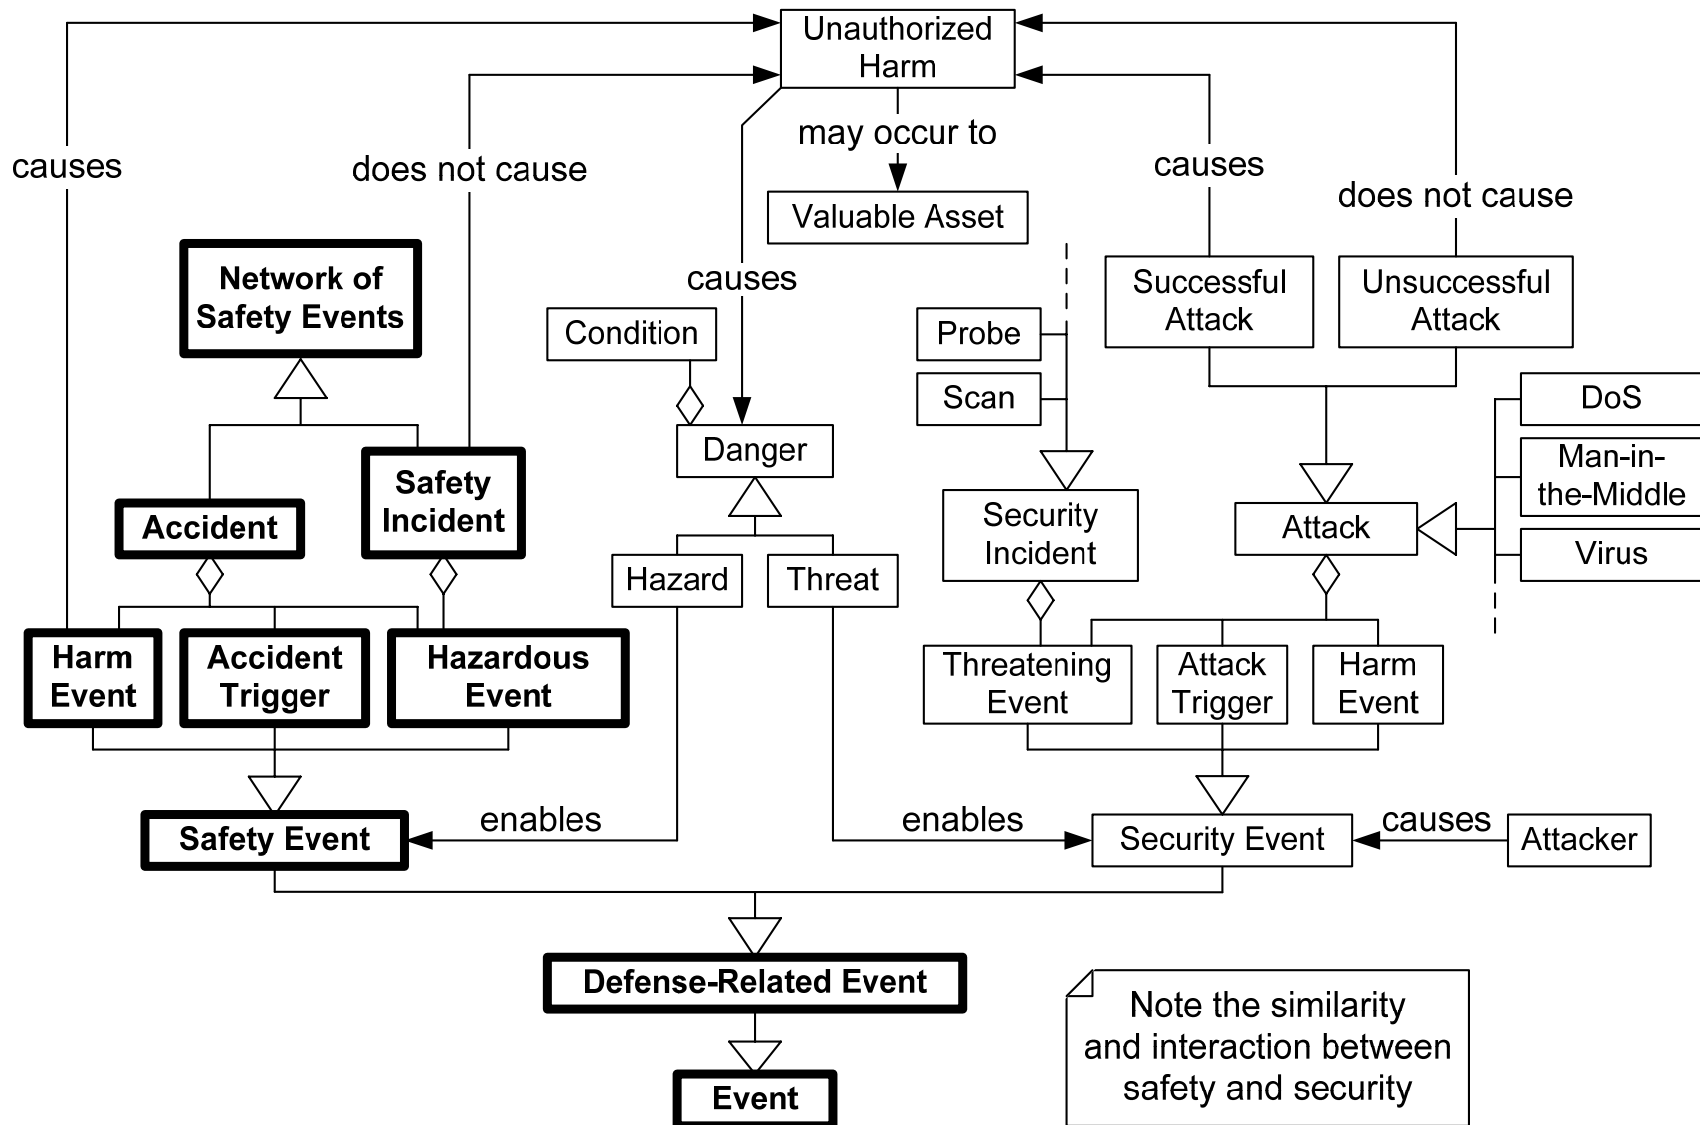 Unauthorized
Harm
may occur to
causes
does not cause
causes
does not cause
Valuable Asset
Network of
Safety Events
causes
Successful
Attack
Unsuccessful
Attack
Condition
Probe
Scan
DoS
Danger
Man-in-
the-Middle
Safety
Incident
Accident
Security
Incident
Attack
Virus
Hazard
Threat
Harm
Event
Accident
Trigger
Hazardous
Event
Threatening
Event
Attack
Trigger
Harm
Event
Safety Event
enables
enables
Security Event
causes
Attacker
Defense-Related Event
Note the similarity
and interaction between
safety and security
Event